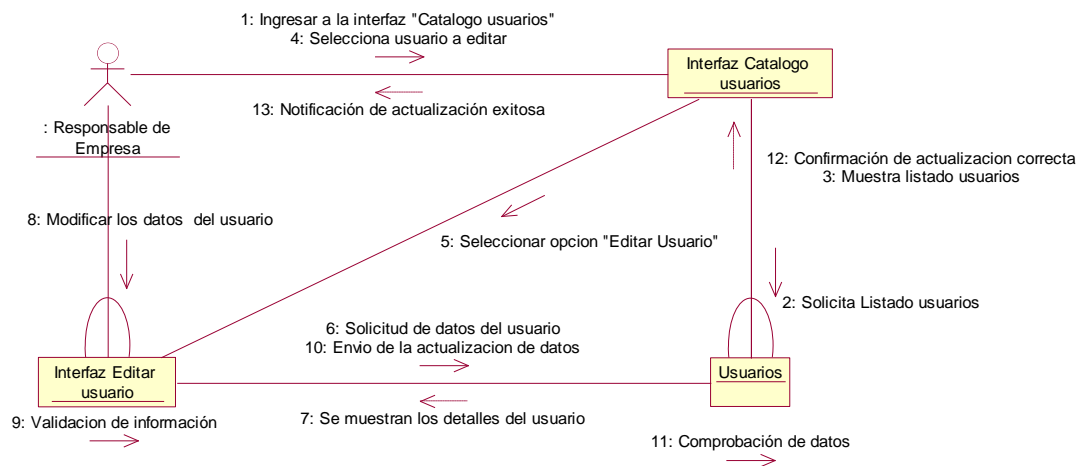 1: Ingresar a la interfaz "Catalogo usuarios"
4: Selecciona usuario a editar
Interfaz Catalogo
usuarios
13: Notificación de actualización exitosa
: Responsable de
Empresa
12: Confirmación de actualizacion correcta
3: Muestra listado usuarios
8: Modificar los datos del usuario
5: Seleccionar opcion "Editar Usuario"
2: Solicita Listado usuarios
6: Solicitud de datos del usuario
10: Envio de la actualizacion de datos
Interfaz Editar
usuario
Usuarios
9: Validacion de información
7: Se muestran los detalles del usuario
11: Comprobación de datos